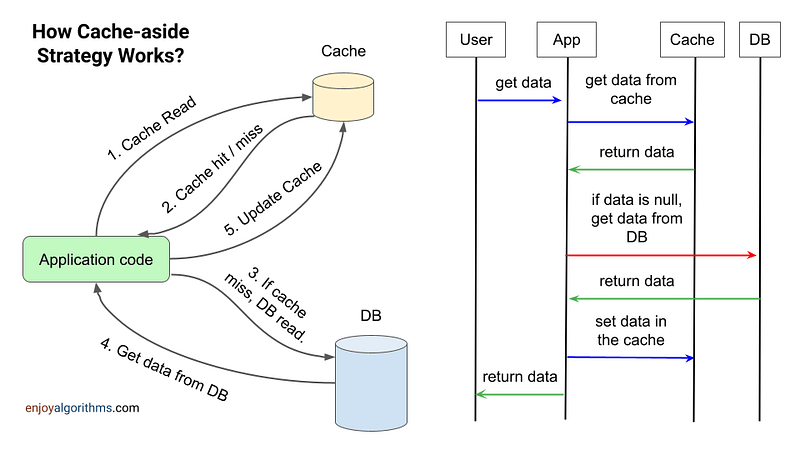 How Cache-aside
Strategy Works?
Cache
1. Cache Read
2. Cache hit / miss
5. Update Cache
Application code
3. If cache
miss, DB read.
4. Get data from DB
DB
enjoyalgorithms.com
User
App
Cache
DB
get data
get data from
cache
return data
if data is null,
get data from
DB
return data
set data in
the cache
return data